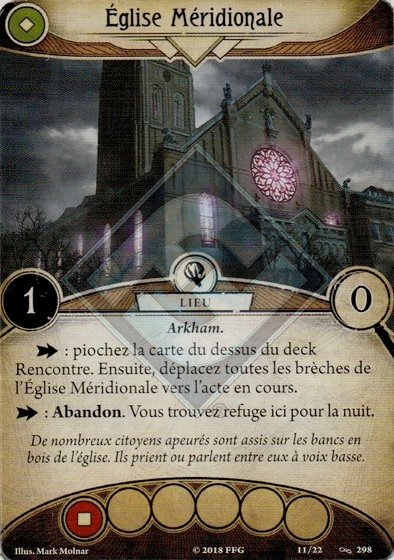 Église Méridionale
1
LIEU
0
Arkham.
: piochez la carte du dessus du deck
Rencontre. Ensuite, déplacez toutes les brèches de
l'Église Méridionale vers l'acte en cours.
: Abandon. Vous trouvez refuge ici pour la nuit.
De nombreux citoyens apeurés sont assis sur les bancs en
bois de l'église. Ils prient ou parlent entre eux à voix basse.
Illus. Mark Molnar
© 2018 FFG
11/22
298